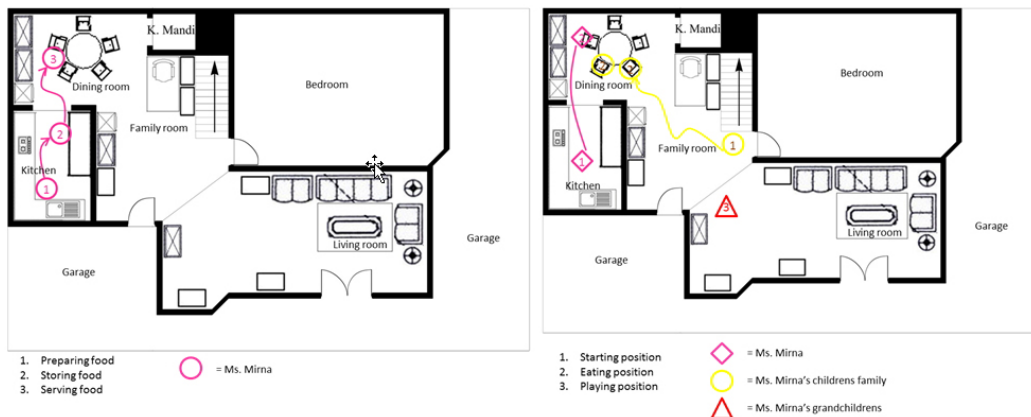 K. Mandi
3
Dining room
Bedroom
2
Family room
Kitchen
1
Living room
Garage
Garage
1. Preparing food
2. Storing food
3. Serving food
= Ms. Mirna
K. Mandi
2
Dining room
Bedroom
1
Family room
1
Kitchen
3
Living room
Garage
Garage
1. Starting position
2. Eating position
3. Playing position
= Ms. Mirna
= Ms. Mirna's childrens family
= Ms. Mirna's grandchildrens